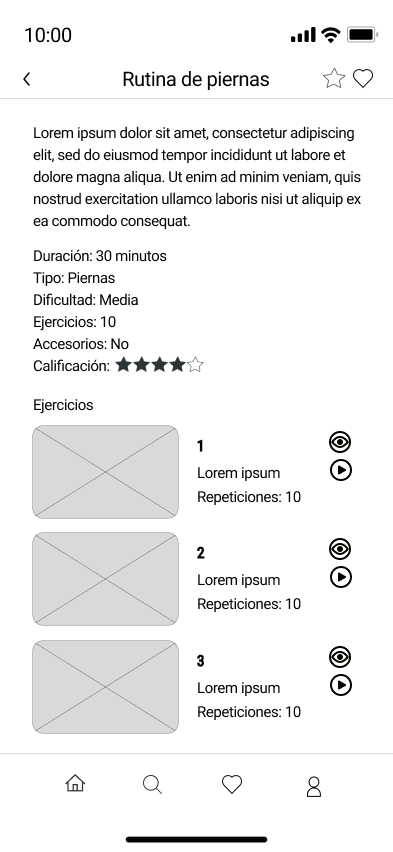 10:00
Rutina de piernas
Lorem ipsum dolor sit amet, consectetur adipiscing
elit, sed do eiusmod tempor incididunt ut labore et
dolore magna aliqua. Ut enim ad minim veniam, quis
nostrud exercitation ullamco laboris nisi ut aliquip ex
ea commodo consequat.
Duración: 30 minutos
Tipo: Piernas
Dificultad: Media
Ejercicios: 10
Accesorios: No
Calificación:
Ejercicios
1
Lorem ipsum
Repeticiones: 10
2
Lorem ipsum
Repeticiones: 10
3
Lorem ipsum
Repeticiones: 10